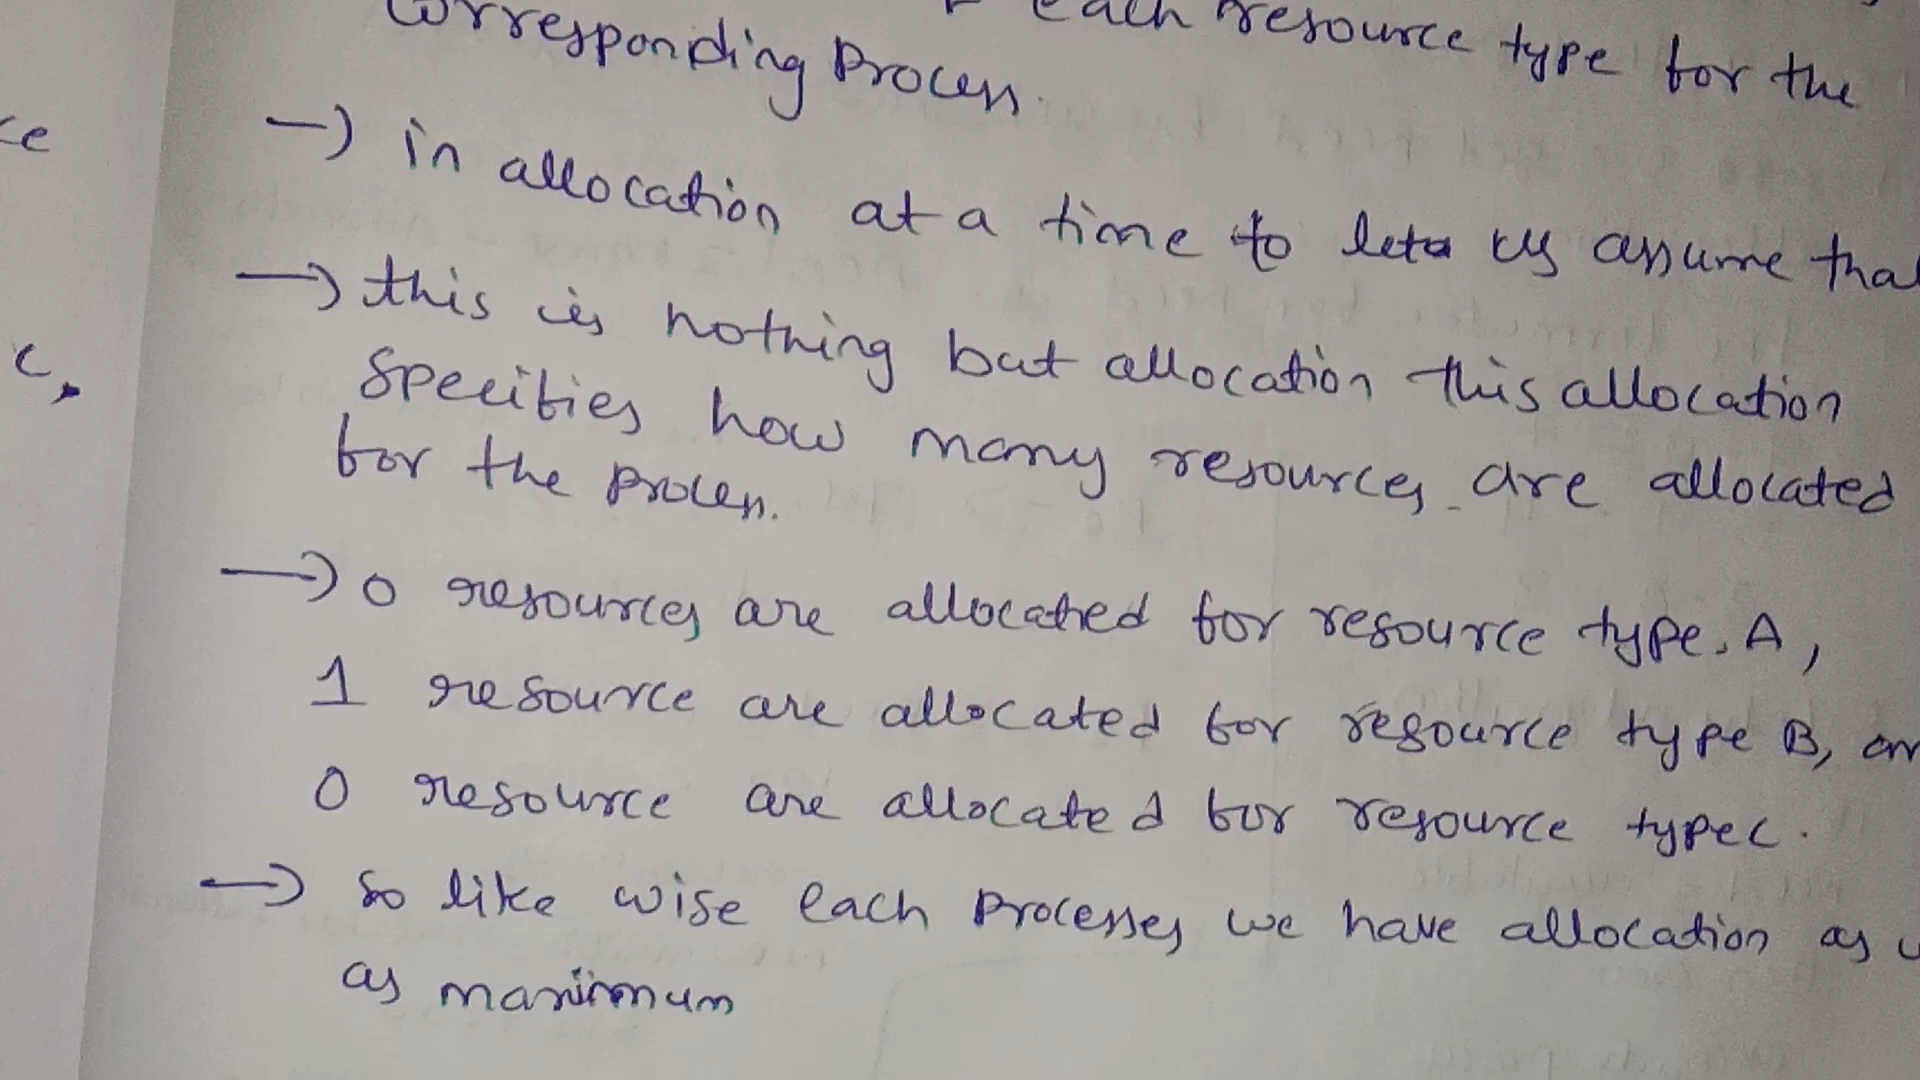 each resource type for the
corresponding process.
→ in allocation at a time to let us assume that
→ this is nothing but allocation this allocation
specifies how many resources are allocated
for the process.
→ 0 resources are allocated for resource type A,
1 resource are allocated for resource type B,
0 resource are allocated for resource type C.
→ so like wise each processes we have allocation as
as maximum